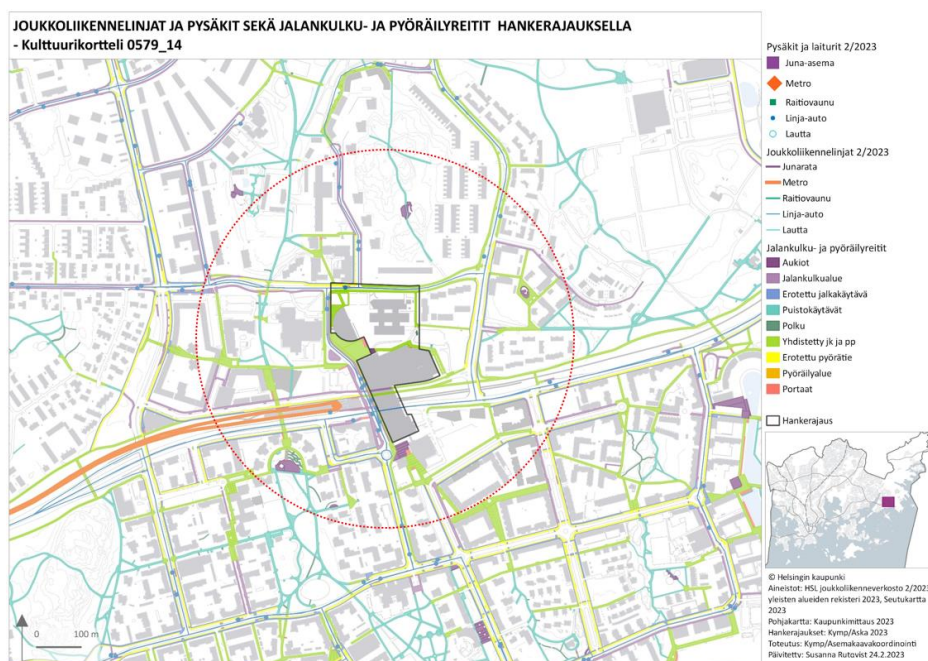 JOUKKOLIIKENNELINJAT JA PYSÄKIT SEKÄ JALANKULKU- JA PYÖRÄILYREITIT HANKERAJAUKSELLA
- Kulttuurikortteli 0579_14
Pysäkit ja laiturit 2/2023
Juna-asema
Metro
Raitiovaunu
Linja-auto
Lautta
Joukkoliikennelinjat 2/2023
Junarata
Metro
Raitiovaunu
Linja-auto
Lautta
Jalankulku- ja pyöräilyreitit
Aukiot
Jalankulkualue
Erotettu jalkakäytävä
Puistokäytävät
Polku
Yhdistetty jk ja pp
Erotettu pyörätie
Pyöräilyalue
Portaat
Hankerajaus
0 100 m
© Helsingin kaupunki
Aineistot: HSL joukkoliikenneverkosto 2/2023
yleisten alueiden rekisteri 2023, Seutukartta
2023
Pohjakartta: Kaupunkimittaus 2023
Hankerajaukset: Kymp/Aska 2023
Toteutus: Kymp/Asemakaavakoordinointi
Päivitetty: Susanna Rutqvist 24.2.2023